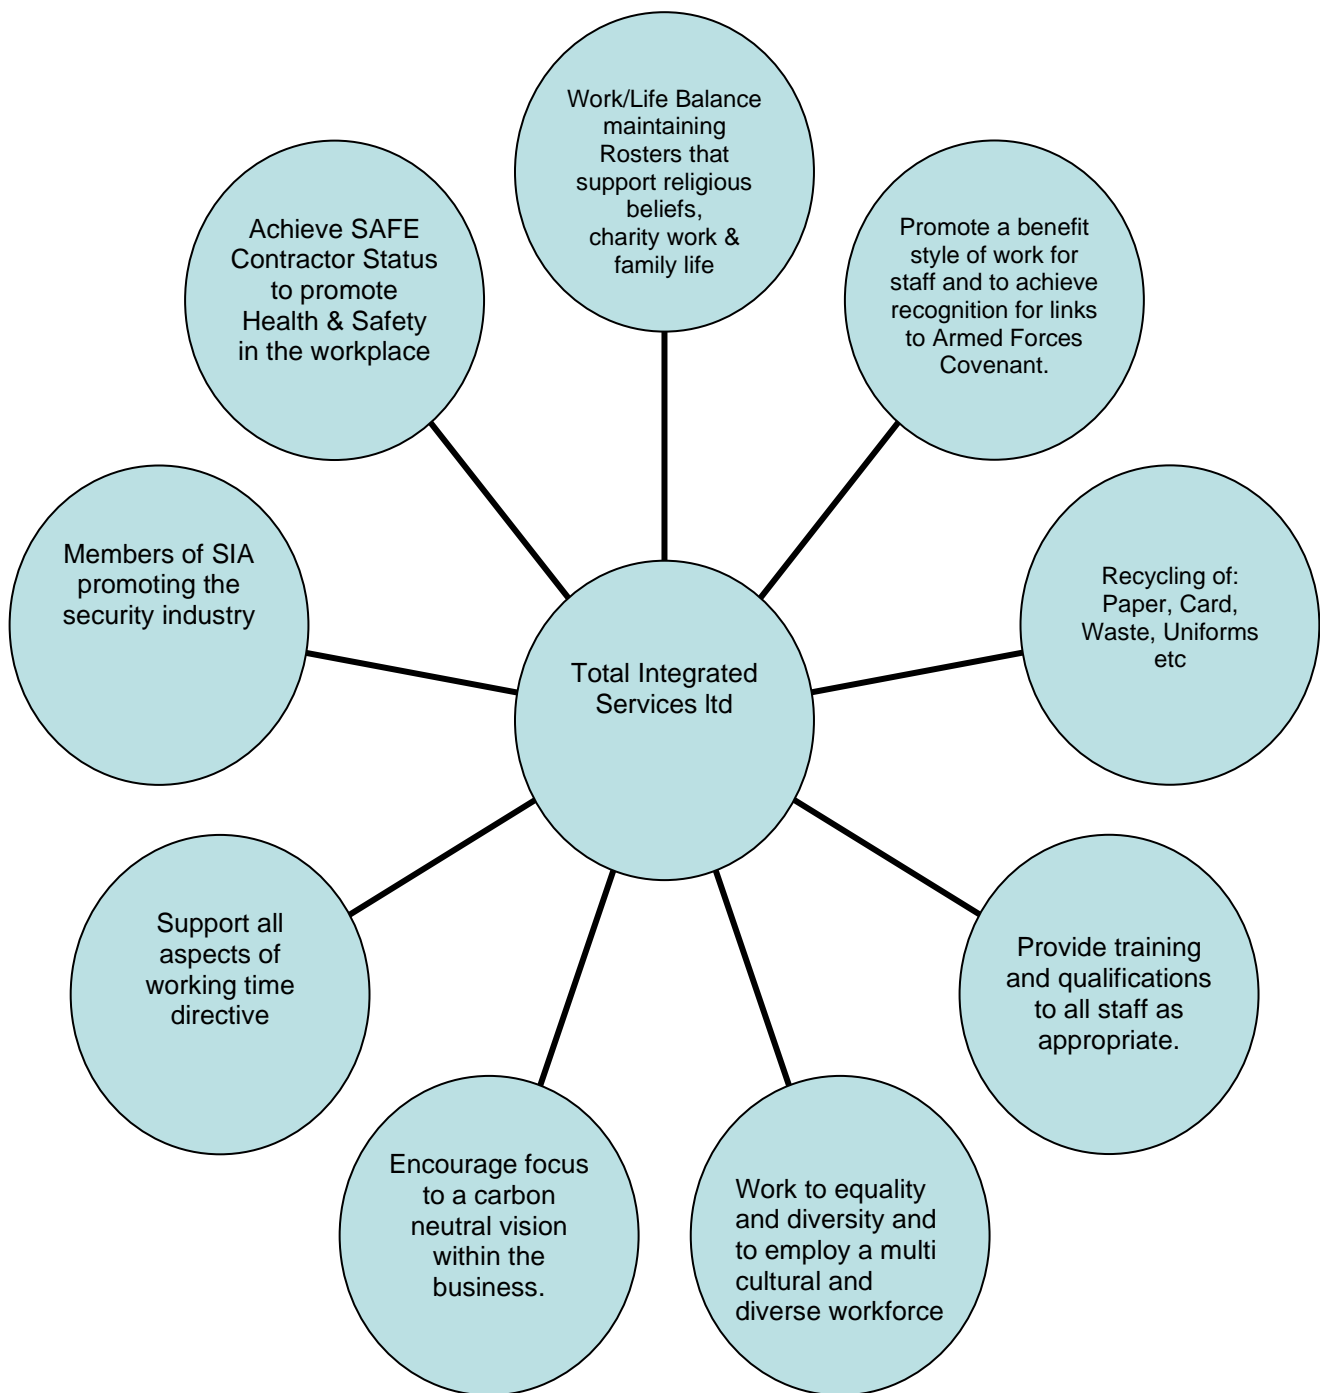 Work/Life Balance
maintaining
Rosters that
support religious
beliefs,
charity work &
family life
Achieve SAFE
Contractor Status
to promote
Health & Safety
in the workplace
Promote a benefit
style of work for
staff and to achieve
recognition for links
to Armed Forces
Covenant.
Members of SIA
promoting the
security industry
Recycling of:
Paper, Card,
Waste, Uniforms
etc
Total Integrated
Services ltd
Support all
aspects of
working time
directive
Provide training
and qualifications
to all staff as
appropriate.
Encourage focus
to a carbon
neutral vision
within the
business.
Work to equality
and diversity and
to employ a multi
cultural and
diverse workforce